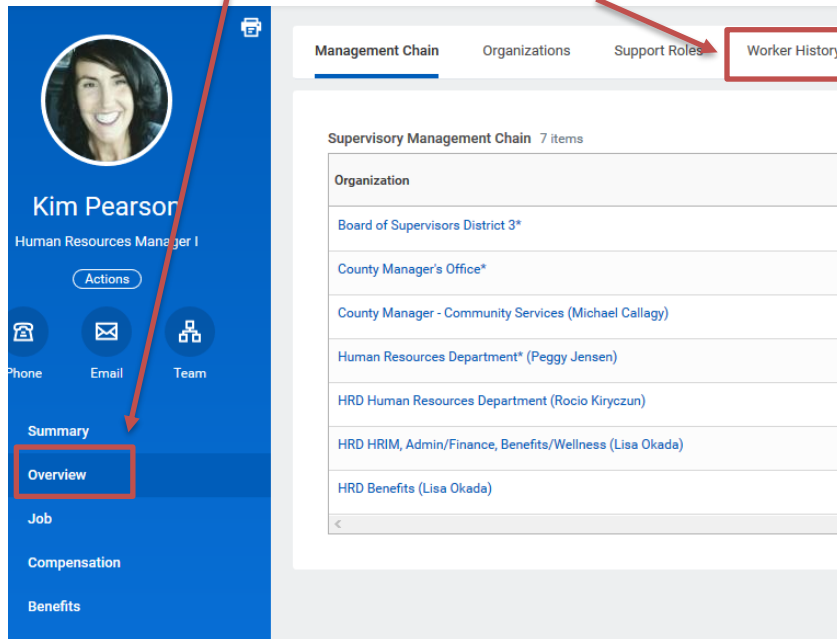 Kim Pearson
Human Resources Manager I
Actions
Phone
Email
Team
Summary
Overview
Job
Compensation
Benefits
Management Chain
Organizations
Support Roles
Worker History
Supervisory Management Chain 7 items
Organization
Board of Supervisors District 3*
County Manager's Office*
County Manager - Community Services (Michael Callagy)
Human Resources Department* (Peggy Jensen)
HRD Human Resources Department (Rocio Kiryczun)
HRD HRIM, Admin/Finance, Benefits/Wellness (Lisa Okada)
HRD Benefits (Lisa Okada)